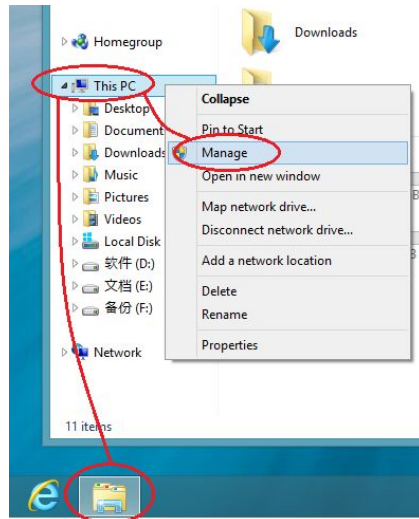 Homegroup
Downloads
This PC
Desktop
Document
Downloads
Music
Pictures
Videos
Local Disk
软件 (D:)
文档 (E:)
备份 (F:)
Network
Collapse
Pin to Start
Manage
Open in new window
Map network drive...
Disconnect network drive...
Add a network location
Delete
Rename
Properties
11 items